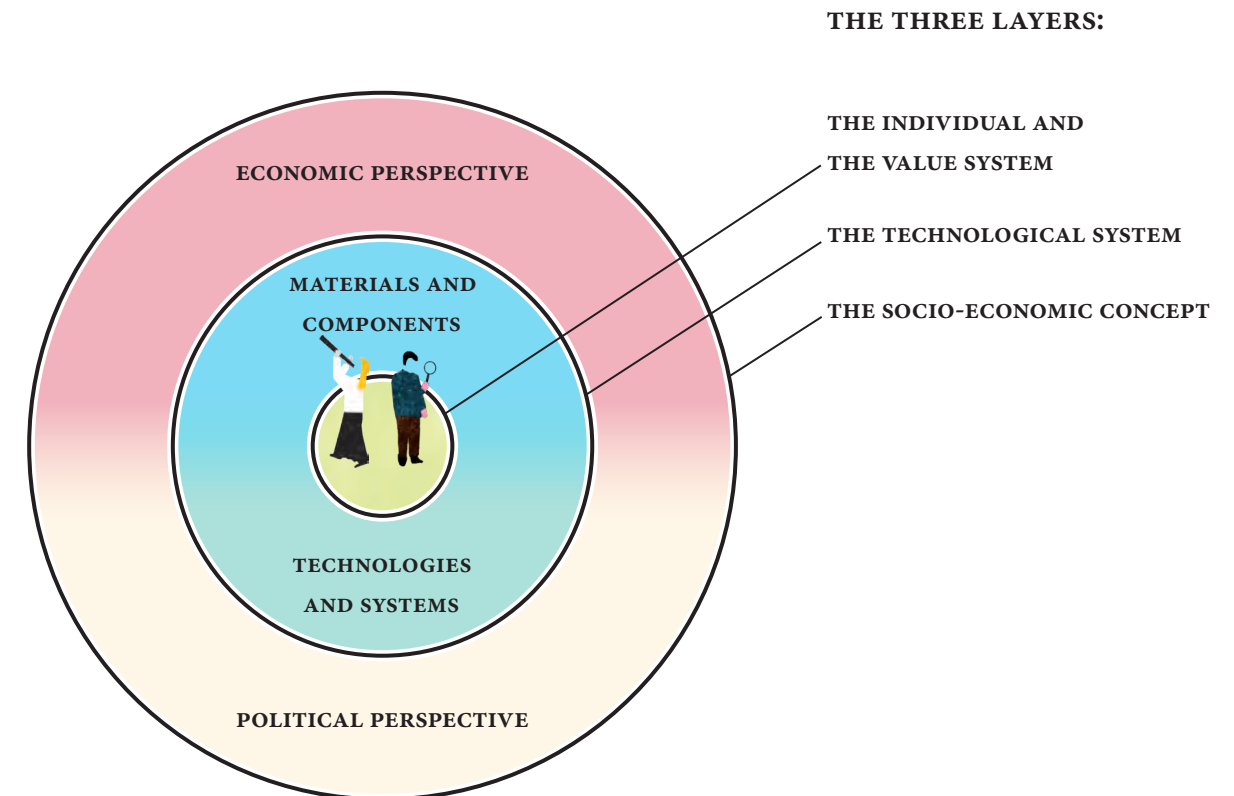 THE THREE LAYERS:
THE INDIVIDUAL AND
THE VALUE SYSTEM
THE TECHNOLOGICAL SYSTEM
THE SOCIO-ECONOMIC CONCEPT
ECONOMIC PERSPECTIVE
MATERIALS AND
COMPONENTS
TECHNOLOGIES
AND SYSTEMS
POLITICAL PERSPECTIVE